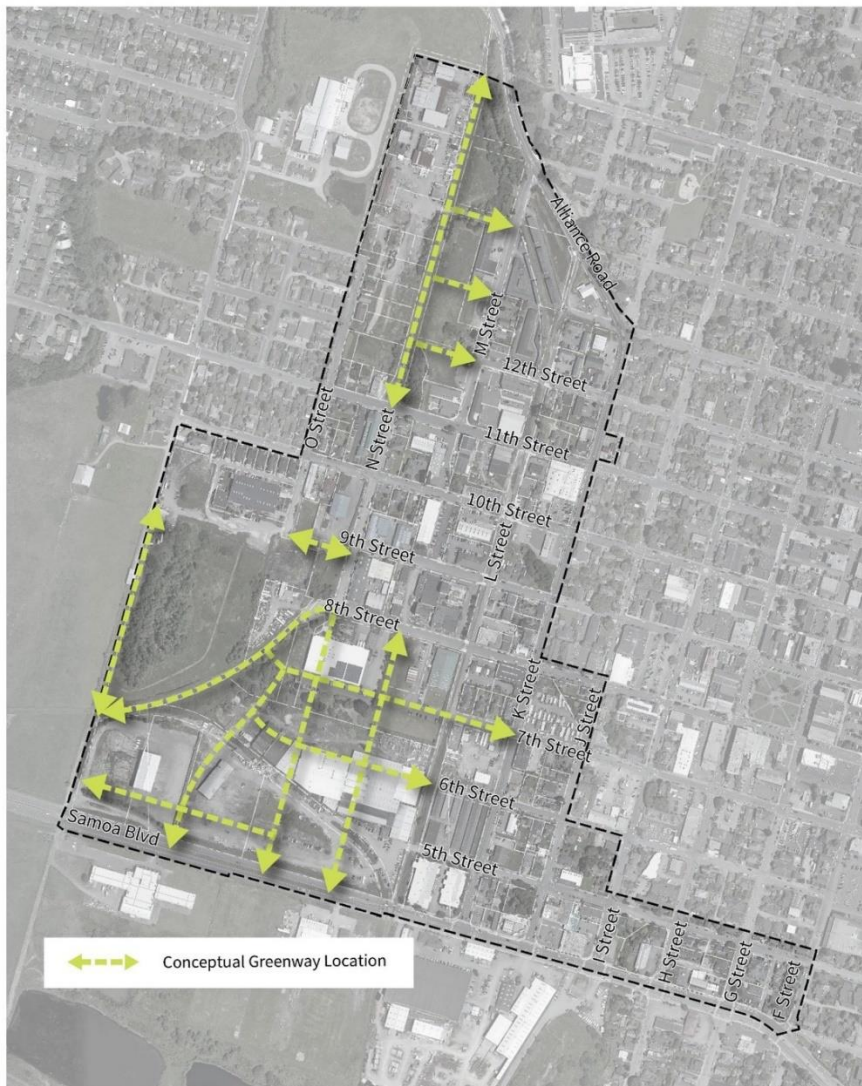 Alliance Road
M Street
12th Street
O Street
N Street
11th Street
10th Street
9th Street
L Street
8th Street
K Street
J Street
7th Street
6th Street
Samoa Blvd
5th Street
I Street
H Street
G Street
F Street
Conceptual Greenway Location